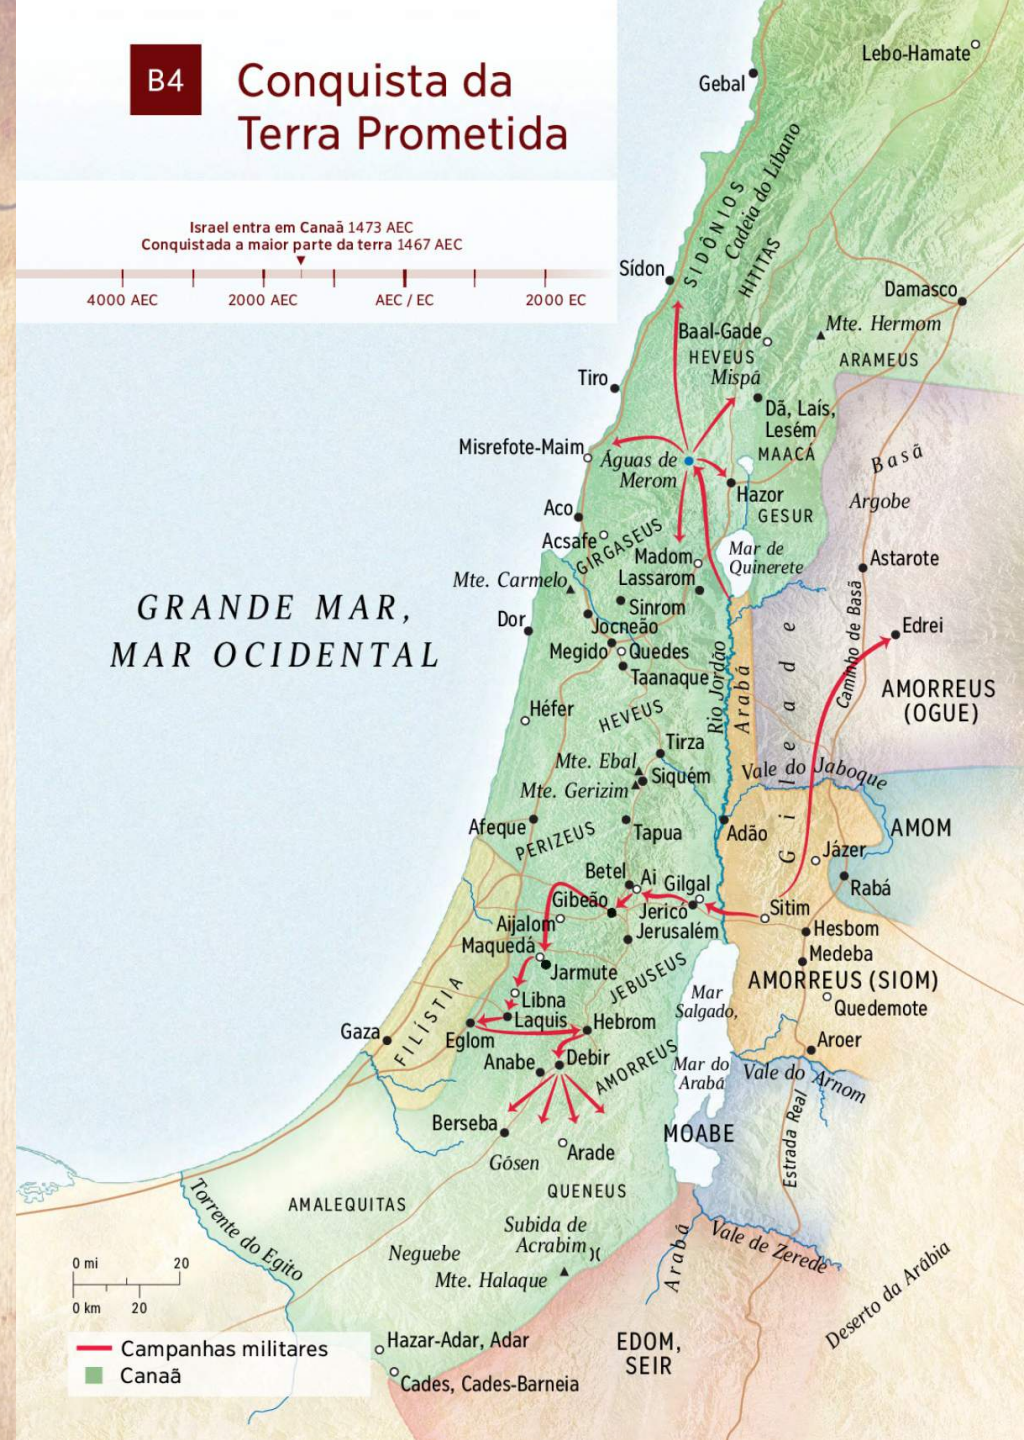 B4
Conquista da
Terra Prometida
Israel entra em Canaã 1473 AEC
Conquistada a maior parte da terra 1467 AEC
4000 AEC
2000 AEC
AEC / EC
2000 EC
Lebo-Hamate
Gebal
SIDÔNIOS
Cadeia do Líbano
HITITAS
Sídon
Damasco
Baal-Gade
Mte. Hermom
HEVEUS
ARAMEUS
Mispá
Tiro
Dã, Laís,
Lesém
Misrefote-Maim
MAACÁ
Águas de
Merom
Basã
Hazor
Argobe
GESUR
Aco
Acsafe
GIRGASEUS
Madom
Mar de
Quinerete
Astarote
Mte. Carmelo
Lassarom
Sinrom
GRANDE MAR,
MAR OCIDENTAL
Dor
Jocneão
Edrei
Megido
Quedes
Taanaque
Rio Jordão
Arabá
Gileade
Caminho de Basã
AMORREUS
(OGUE)
Héfer
HEVEUS
Tirza
Mte. Ebal
Siquém
Vale do Jaboque
Mte. Gerizim
Afeque
PERIZEUS
Tapua
Adão
AMOM
Jázer
Betel
Ai
Gilgal
Rabá
Gibeão
Jericó
Sitim
Aijalom
Jerusalém
Hesbom
Maquedá
Medeba
Jarmute
JEBUSEUS
AMORREUS (SIOM)
Libna
Mar
Salgado,
Quedemote
Laquis
Hebrom
Gaza
FILÍSTIA
Eglom
Aroer
Anabe
Debir
AMORREUS
Mar do
Arabá
Vale do Arnom
Berseba
MOABE
Estrada Real
Arade
Gósen
QUENEUS
AMALEQUITAS
Torrente do Egito
Subida de
Acrabim
Neguebe
Arabá
Vale de Zerede
Mte. Halaque
Deserto da Arábia
0 mi
20
0 km
20
Hazar-Adar, Adar
EDOM,
SEIR
Campanhas militares
Canaã
Cades, Cades-Barneia